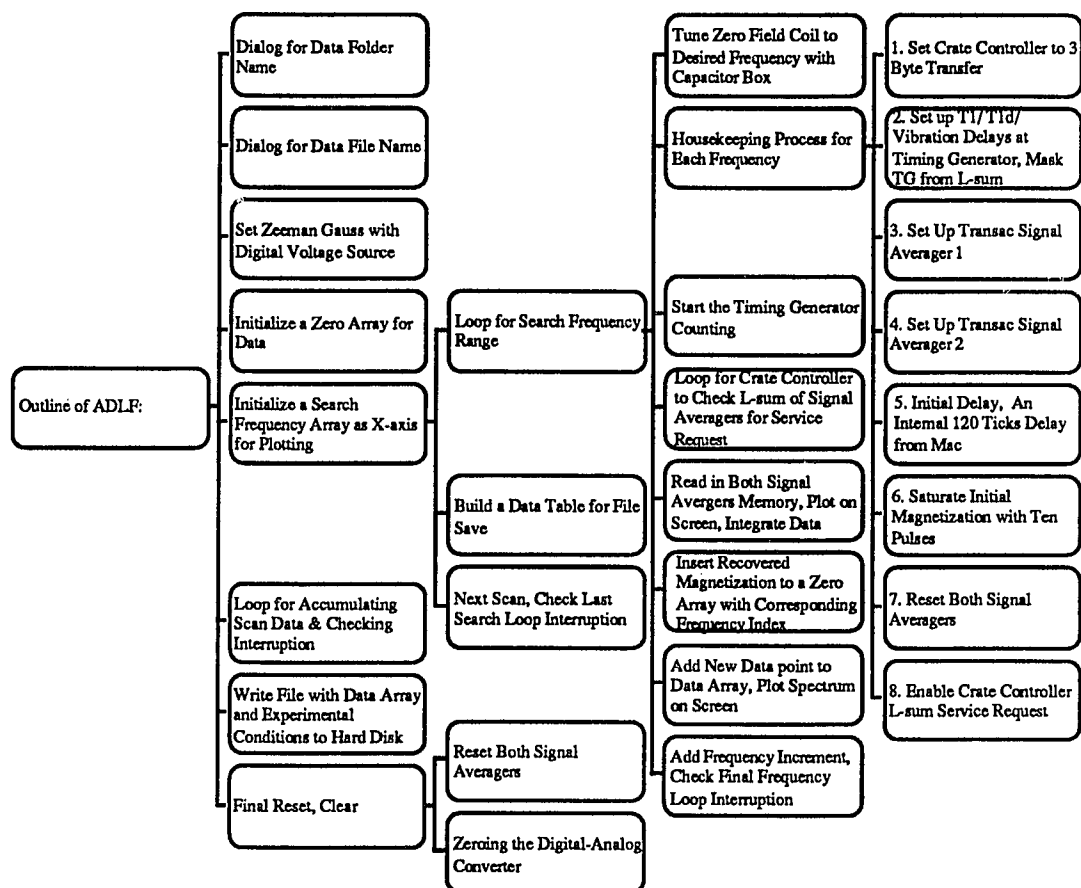 Outline of ADLF:
Dialog for Data Folder
Name
Dialog for Data File Name
Set Zeeman Gauss with
Digital Voltage Source
Initialize a Zero Array for
Data
Initialize a Search
Frequency Array as X-axis
for Plotting
Loop for Accumulating
Scan Data & Checking
Interruption
Write File with Data Array
and Experimental
Conditions to Hard Disk
Final Reset, Clear
Loop for Search Frequency
Range
Build a Data Table for File
Save
Next Scan, Check Last
Search Loop Interruption
Reset Both Signal
Averagers
Zeroing the Digital-Analog
Converter
Tune Zero Field Coil to
Desired Frequency with
Capacitor Box
Housekeeping Process for
Each Frequency
Start the Timing Generator
Counting
Loop for Crate Controller
to Check L-sum of Signal
Averagers for Service
Request
Read in Both Signal
Avergers Memory, Plot on
Screen, Integrate Data
Insert Recovered
Magnetization to a Zero
Array with Corresponding
Frequency Index
Add New Data point to
Data Array, Plot Spectrum
on Screen
Add Frequency Increment,
Check Final Frequency
Loop Interruption
1. Set Crate Controller to 3
Byte Transfer
2. Set up T1/T1d/
Vibration Delays at
Timing Generator, Mask
TG from L-sum
3. Set Up Transac Signal
Averager 1
4. Set Up Transac Signal
Averager 2
5. Initial Delay, An
Internal 120 Ticks Delay
from Mac
6. Saturate Initial
Magnetization with Ten
Pulses
7. Reset Both Signal
Averagers
8. Enable Crate Controller
L-sum Service Request